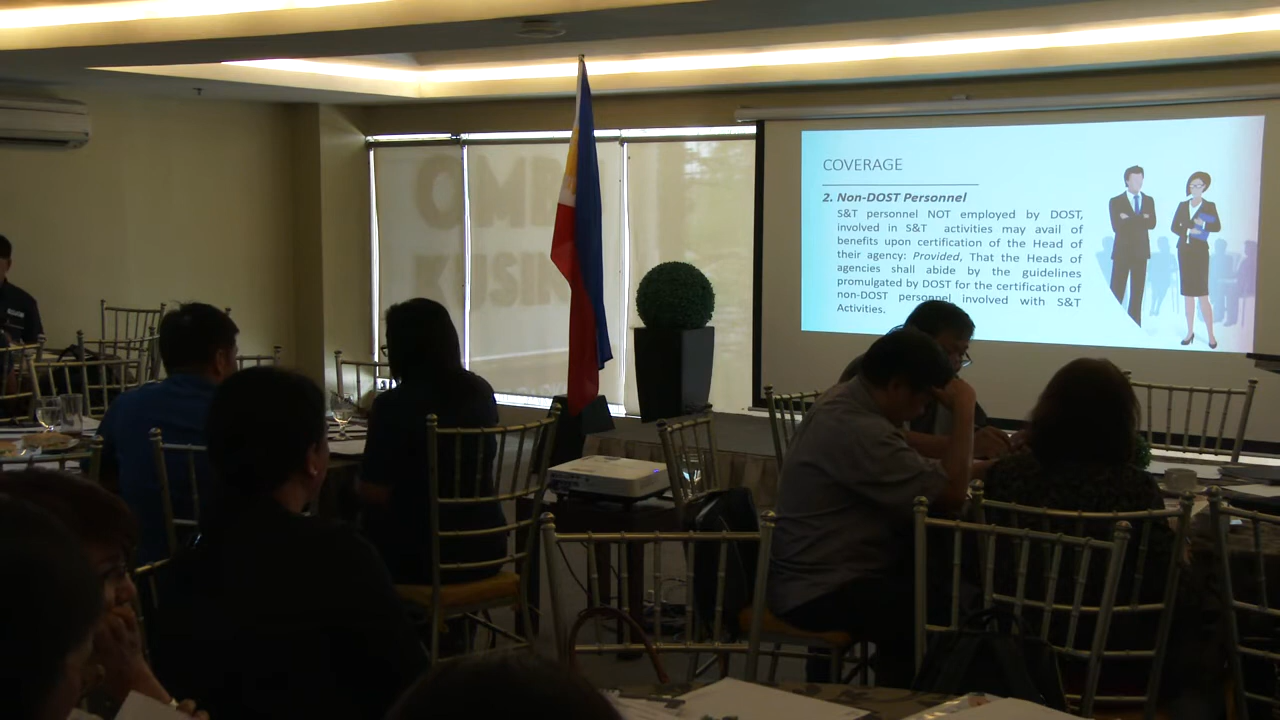 COVERAGE
2. Non-DOST Personnel
S&T personnel NOT employed by DOST,
involved in S&T activities may avail of
benefits upon certification of the Head of
their agency: Provided, That the Heads of
agencies shall abide by the guidelines
promulgated by DOST for the certification of
non-DOST personnel involved with S&T
Activities.